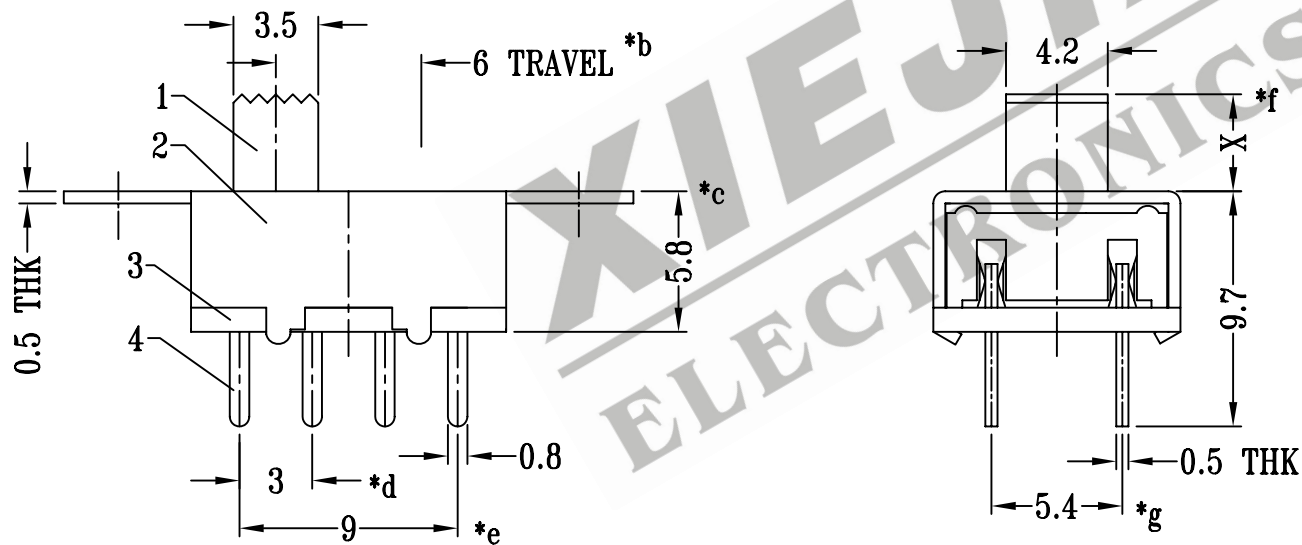 3.5
6 TRAVEL *b
1
2
3
4
0.5 THK
*c
5.8
0.8
3 *d
9 *e
4.2
*f
X
9.7
0.5 THK
5.4 *g
XIEJI
ELECTRONICS